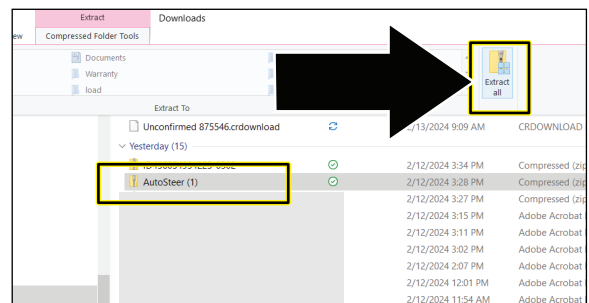 Extract Downloads
ew Compressed Folder Tools
Documents
Warranty
load
Extract
all
Extract To
Unconfirmed 875546.crdownload 2/13/2024 9:09 AM CRDOWNLOAD
Yesterday (15)
2/12/2024 3:34 PM Compressed (zip
AutoSteer (1) 2/12/2024 3:28 PM Compressed (zip
2/12/2024 3:27 PM Compressed (zip
2/12/2024 3:15 PM Adobe Acrobat
2/12/2024 3:11 PM Adobe Acrobat
2/12/2024 3:02 PM Adobe Acrobat
2/12/2024 2:07 PM Adobe Acrobat
2/12/2024 12:01 PM Adobe Acrobat
2/12/2024 11:54 AM Adobe Acrobat